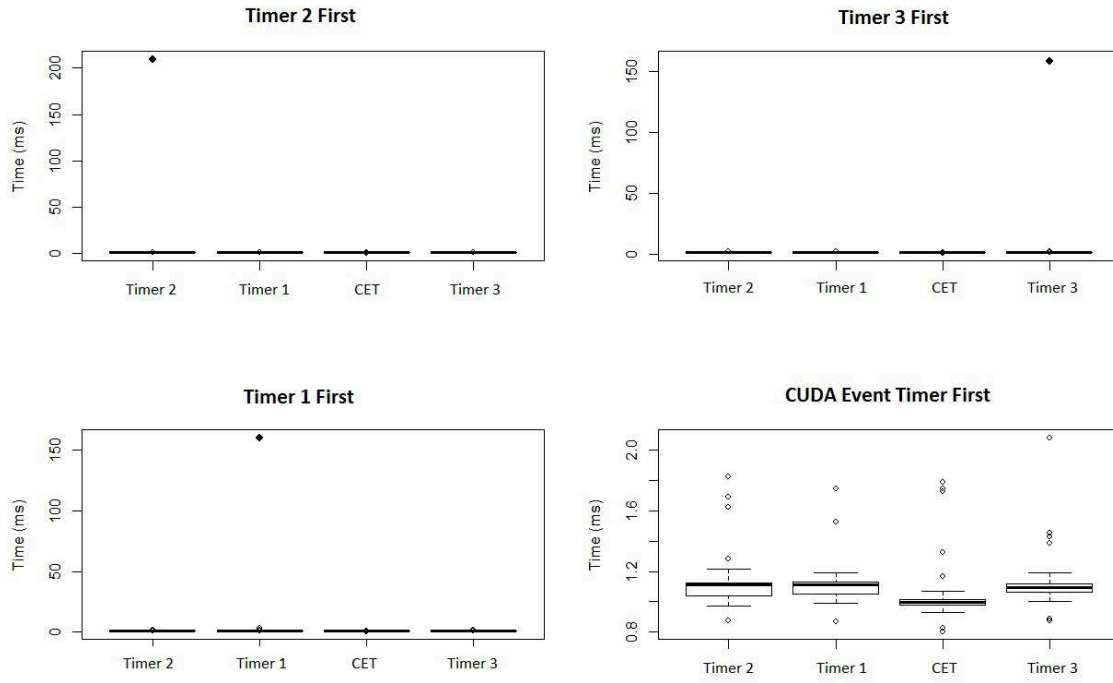 Timer 2 First
Time (ms)
200
150
100
50
0
Timer 2 Timer 1 CET Timer 3
Timer 3 First
Time (ms)
150
100
50
0
Timer 2 Timer 1 CET Timer 3
Timer 1 First
Time (ms)
150
100
50
0
Timer 2 Timer 1 CET Timer 3
CUDA Event Timer First
Time (ms)
2.0
1.6
1.2
0.8
Timer 2 Timer 1 CET Timer 3